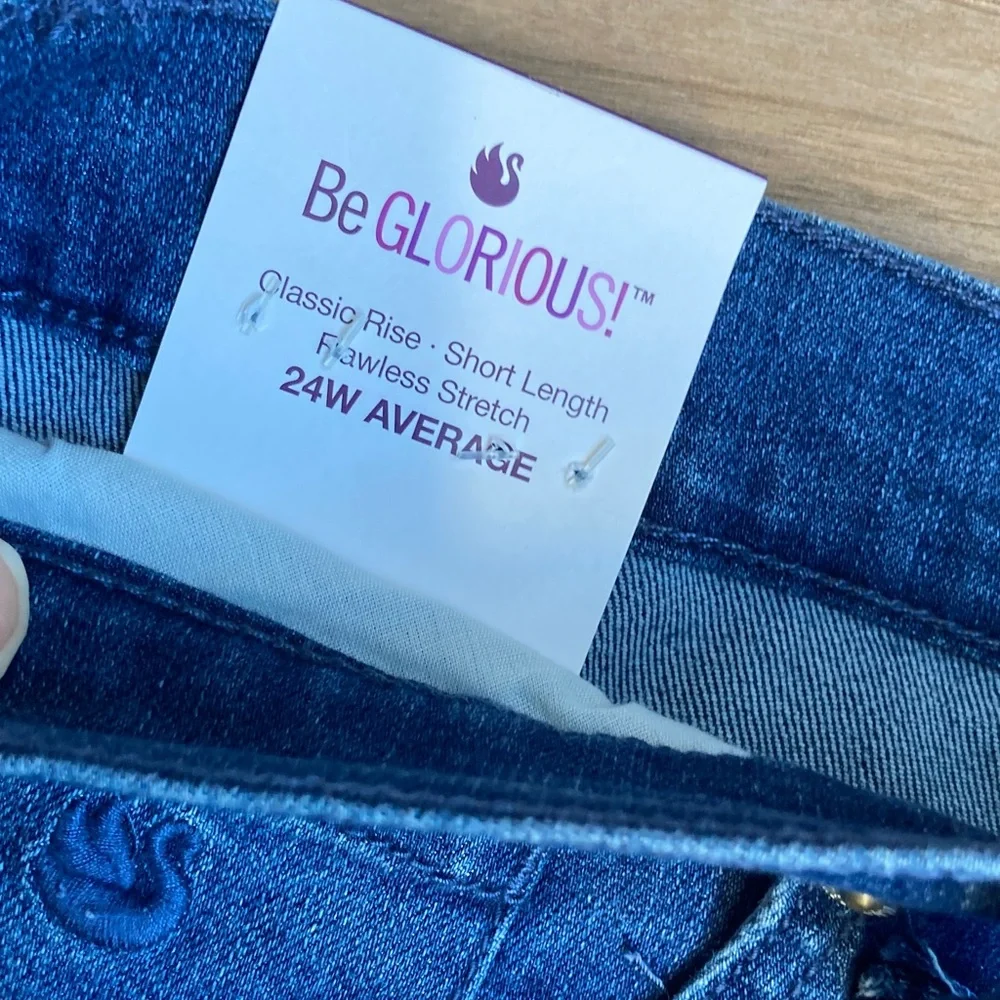 Be GLORIOUS!™
Classic Rise · Short Length
Flawless Stretch
24W AVERAGE